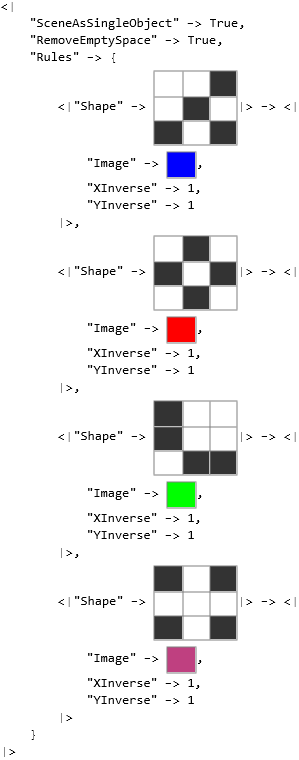 <|
"SceneAsSingleObject" -> True,
"RemoveEmptySpace" -> True,
"Rules" -> {
<|"Shape" -> |> -> <|
"Image" -> ,
"XInverse" -> 1,
"YInverse" -> 1
|>,
<|"Shape" -> |> -> <|
"Image" -> ,
"XInverse" -> 1,
"YInverse" -> 1
|>,
<|"Shape" -> |> -> <|
"Image" -> ,
"XInverse" -> 1,
"YInverse" -> 1
|>,
<|"Shape" -> |> -> <|
"Image" -> ,
"XInverse" -> 1,
"YInverse" -> 1
|>
}
|>